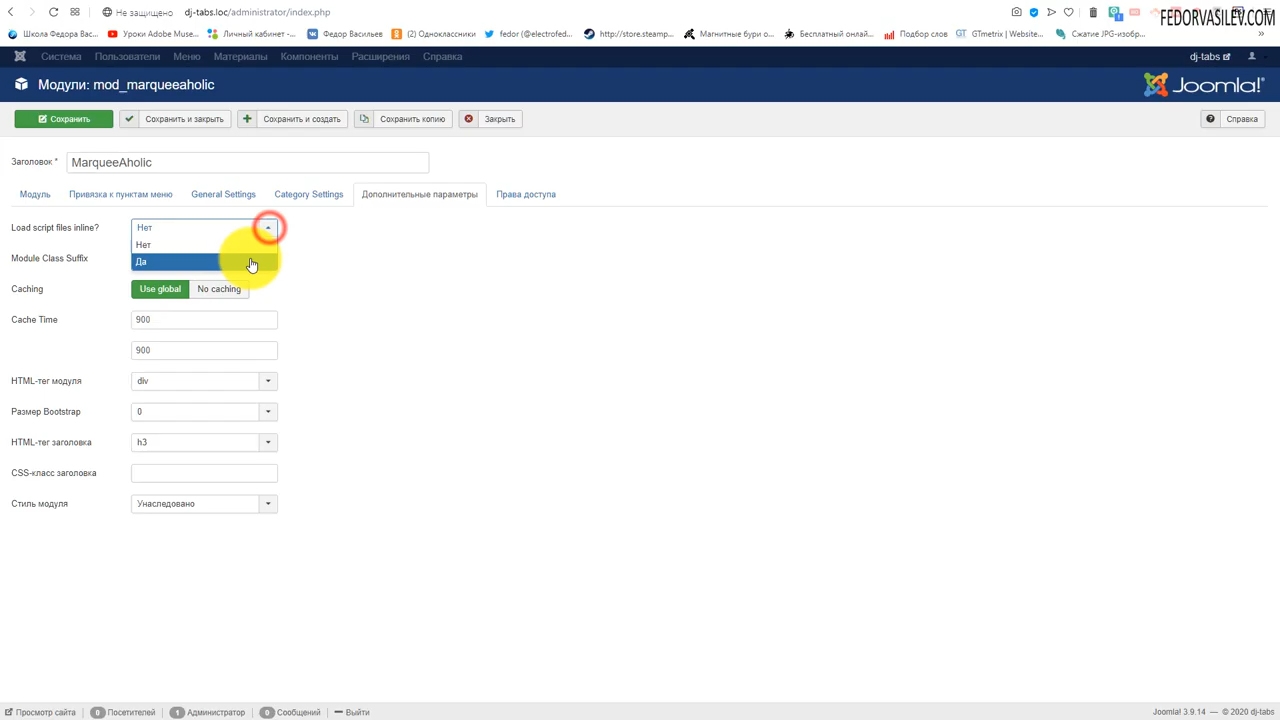 Не защищено dj-tabs.loc/administrator/index.php
FEDORVASILEV.COM
Школа Федора Вас... Уроки Adobe Muse... Личный кабинет -... Федор Васильев (2) Одноклассники fedor (@electrofed... http://store.steamp... Магнитные бури о... Бесплатный онлай... Подбор слов GTmetrix | Website... Сжатие JPG-изобр... »
Система Пользователи Меню Материалы Компоненты Расширения Справка dj-tabs
Модули: mod_marqueeaholic Joomla!®
Сохранить Сохранить и закрыть Сохранить и создать Сохранить копию Закрыть Справка
Заголовок * MarqueeAholic
Модуль Привязка к пунктам меню General Settings Category Settings Дополнительные параметры Права доступа
Load script files inline? Нет
Нет
Module Class Suffix Да
Caching Use global No caching
Cache Time 900
900
HTML-тег модуля div
Размер Bootstrap 0
HTML-тег заголовка h3
CSS-класс заголовка
Стиль модуля Унаследовано
Просмотр сайта 0 Посетителей 1 Администратор 0 Сообщений Выйти Joomla! 3.9.14 — © 2020 dj-tabs